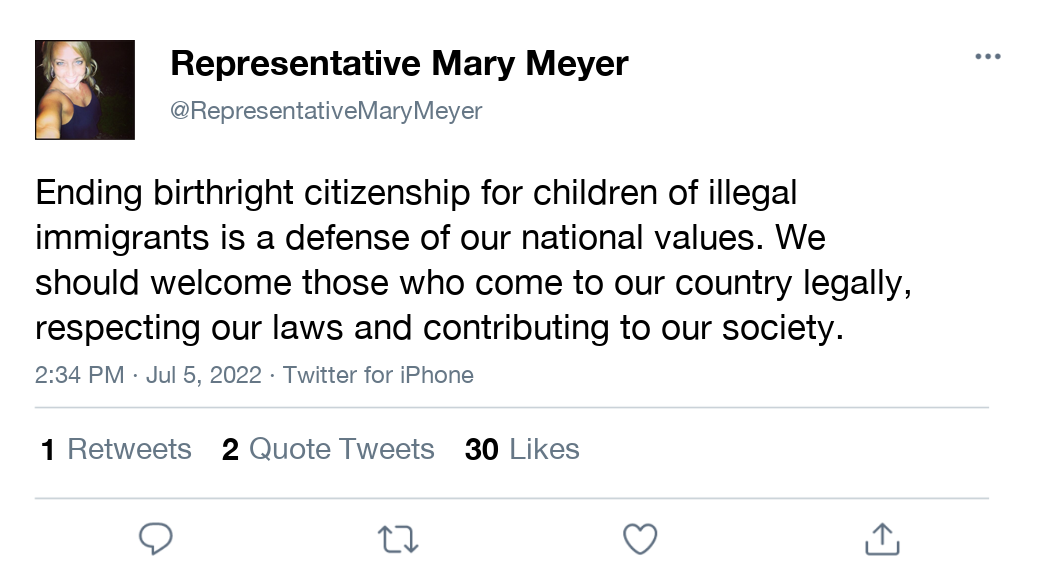 Representative Mary Meyer
@RepresentativeMaryMeyer
Ending birthright citizenship for children of illegal
immigrants is a defense of our national values. We
should welcome those who come to our country legally,
respecting our laws and contributing to our society.
2:34 PM · Jul 5, 2022 · Twitter for iPhone
1 Retweets 2 Quote Tweets 30 Likes